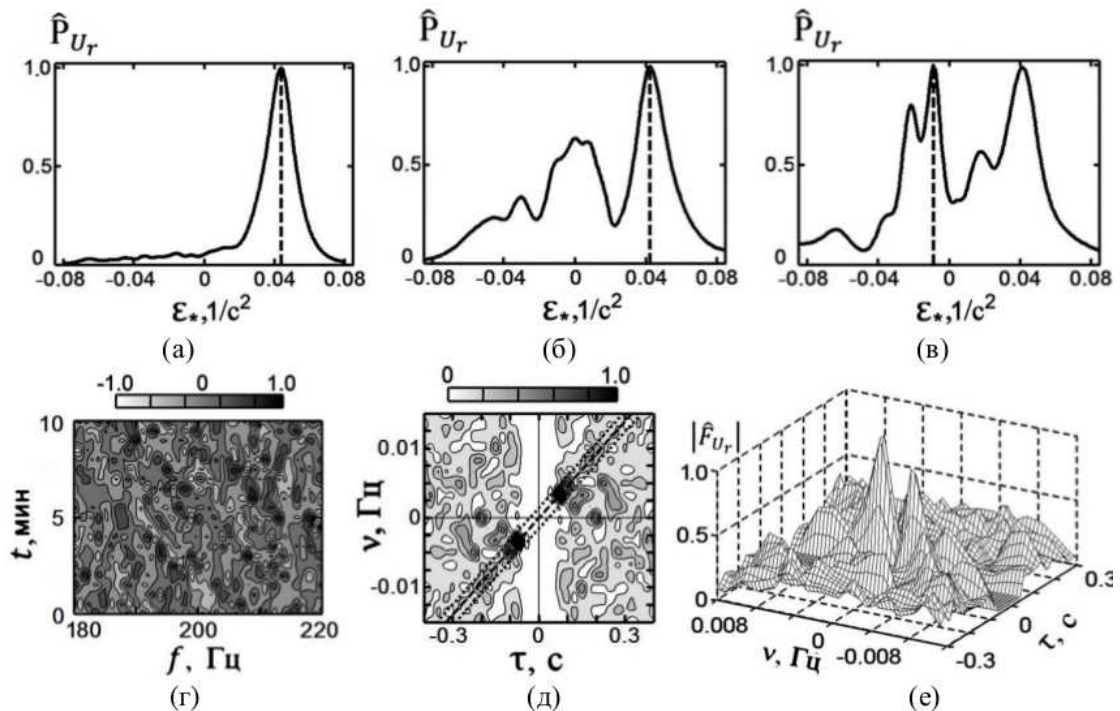 P̂_{U_r} P̂_{U_r} P̂_{U_r}
1.0 1.0 1.0
0.5 0.5 0.5
0 0 0
-0.08 -0.04 0 0.04 0.08 -0.08 -0.04 0 0.04 0.08 -0.08 -0.04 0 0.04 0.08
ε*,1/c² ε*,1/c² ε*,1/c²
(а) (б) (в)
-1.0 0 1.0
10
5
0
t,мин
180 200 220
f, Гц
(г)
0 1.0
0.01
0
-0.01
ν, Гц
-0.3 0 0.3
τ, с
(д)
|F̂_{U_r}|
1.0
0.5
0
0.008 0 -0.008
ν, Гц
-0.3 0 0.3
τ, с
(е)